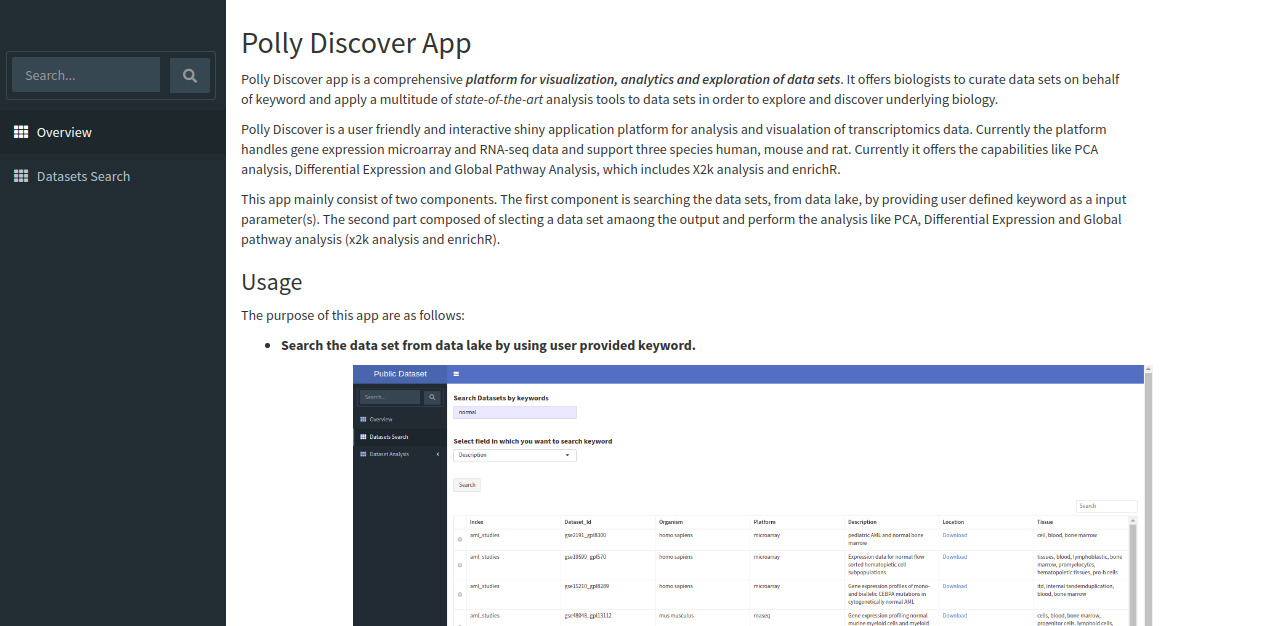 Search...
Overview
Datasets Search
Polly Discover App
Polly Discover app is a comprehensive platform for visualization, analytics and exploration of data sets. It offers biologists to curate data sets on behalf
of keyword and apply a multitude of state-of-the-art analysis tools to data sets in order to explore and discover underlying biology.
Polly Discover is a user friendly and interactive shiny application platform for analysis and visualation of transcriptomics data. Currently the platform
handles gene expression microarray and RNA-seq data and support three species human, mouse and rat. Currently it offers the capabilities like PCA
analysis, Differential Expression and Global Pathway Analysis, which includes X2k analysis and enrichR.
This app mainly consist of two components. The first component is searching the data sets, from data lake, by providing user defined keyword as a input
parameter(s). The second part composed of slecting a data set amaong the output and perform the analysis like PCA, Differential Expression and Global
pathway analysis (x2k analysis and enrichR).
Usage
The purpose of this app are as follows:
• Search the data set from data lake by using user provided keyword.
Public Dataset
Search...
Overview
Datasets Search
Dataset Analysis
Search Datasets by keywords
normal
Select field in which you want to search keyword
Description
Search
Search
Index Dataset_Id Organism Platform Description Location Tissue
aml_studies gse2191_gpl8300 homo sapiens microarray pediatric AML and normal bone Download cell, blood, bone marrow
marrow
aml_studies gse19599_gpl570 homo sapiens microarray Expression data for normal flow Download tissues, blood, lymphoblastic, bone
sorted hematopietic cell marrow, promyelocytes,
subpopulations. hematopoietic tissues, pro-b cells
aml_studies gse15210_gpl8289 homo sapiens microarray Gene expression profiles of mono- Download itd, internal tandemduplication,
and biallelic CEBPA mutations in blood, bone marrow
cytogenetically normal AML
aml_studies gse48048_gpl13112 mus musculus rnaseq Gene expression profiling normal Download cells, blood, bone marrow,
murine myeloid cells and myeloid progenitor cells, lymphoid cells,